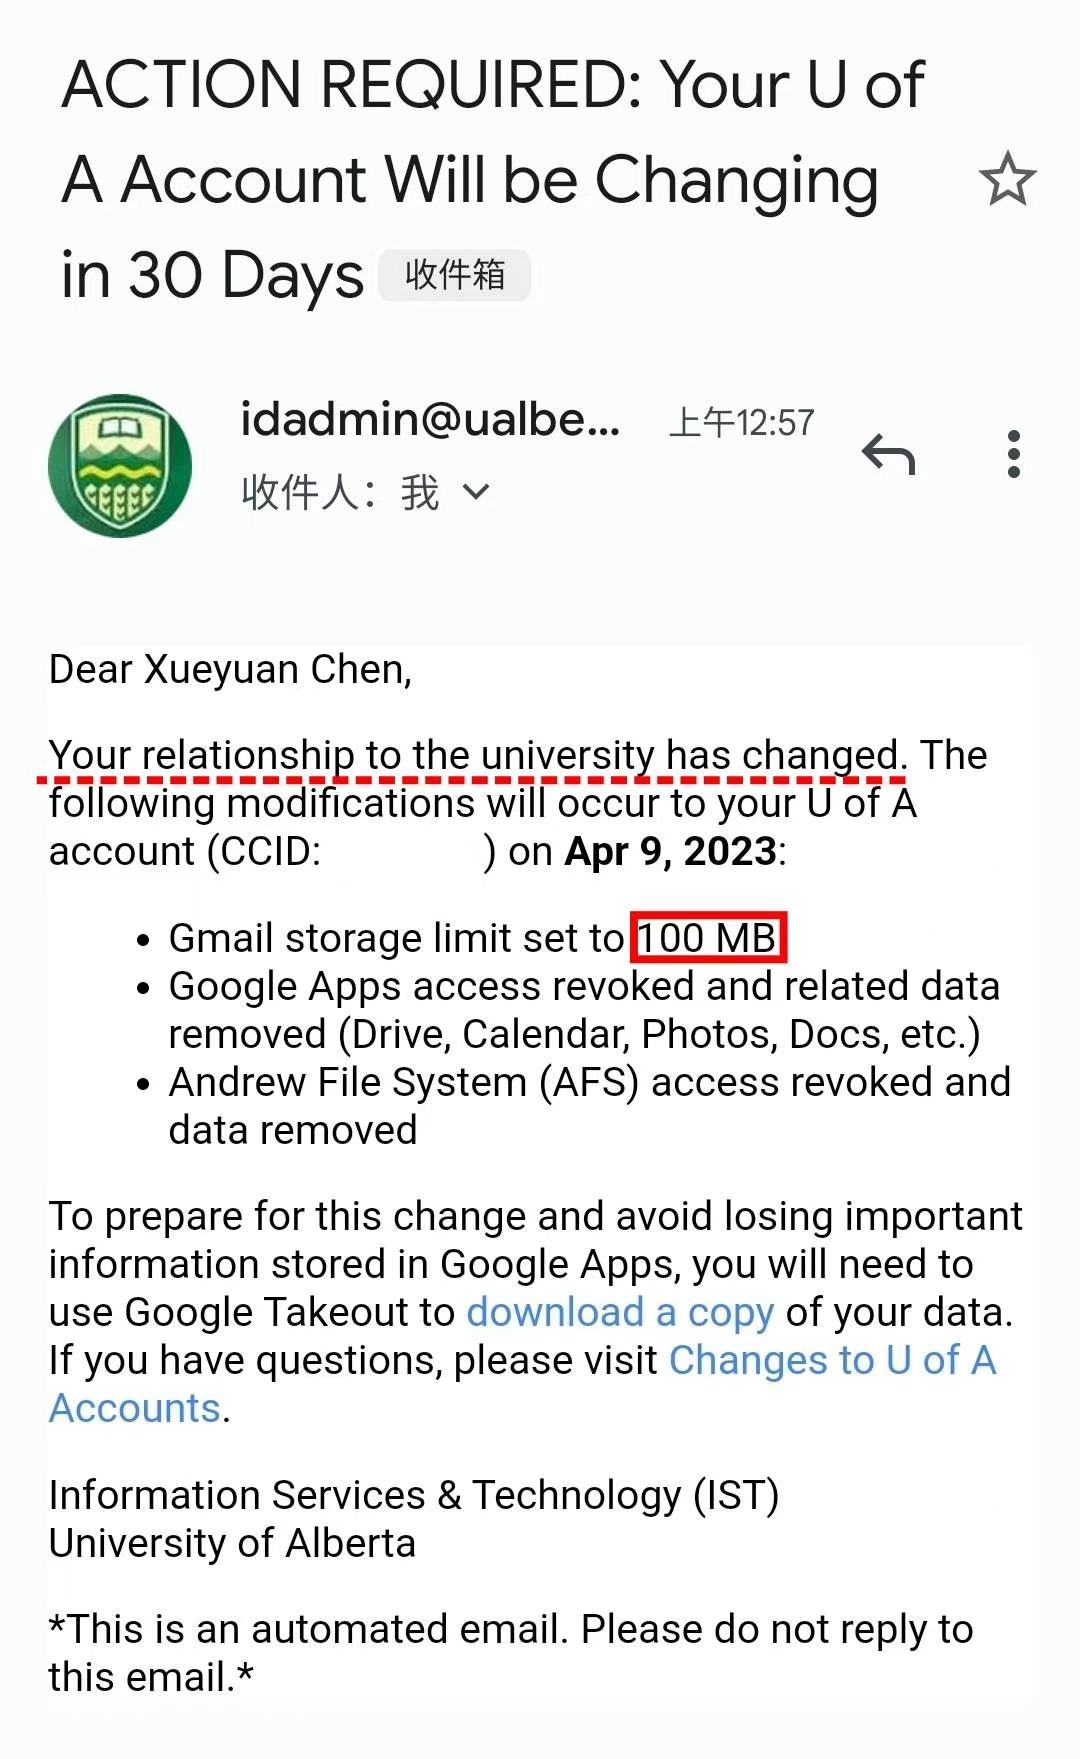 ACTION REQUIRED: Your U of
A Account Will be Changing
in 30 Days 收件箱
idadmin@ualbe... 上午12:57
收件人：我
Dear Xueyuan Chen,
Your relationship to the university has changed. The
following modifications will occur to your U of A
account (CCID: ) on Apr 9, 2023:
• Gmail storage limit set to 100 MB
• Google Apps access revoked and related data
removed (Drive, Calendar, Photos, Docs, etc.)
• Andrew File System (AFS) access revoked and
data removed
To prepare for this change and avoid losing important
information stored in Google Apps, you will need to
use Google Takeout to download a copy of your data.
If you have questions, please visit Changes to U of A
Accounts.
Information Services & Technology (IST)
University of Alberta
*This is an automated email. Please do not reply to
this email.*